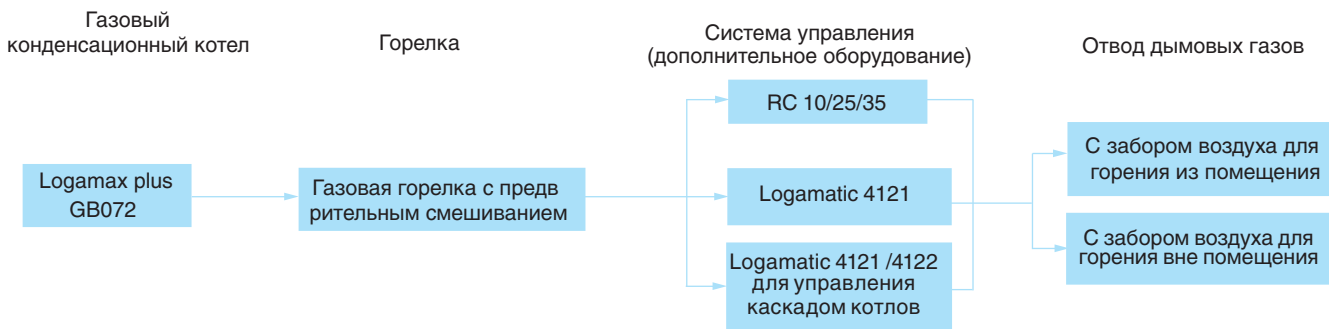 Газовый
конденсационный котел
Горелка
Система управления
(дополнительное оборудование)
Отвод дымовых газов
Logamax plus
GB072
Газовая горелка с предв
рительным смешиванием
RC 10/25/35
Logamatic 4121
Logamatic 4121 /4122
для управления
каскадом котлов
С забором воздуха для
горения из помещения
С забором воздуха для
горения вне помещения